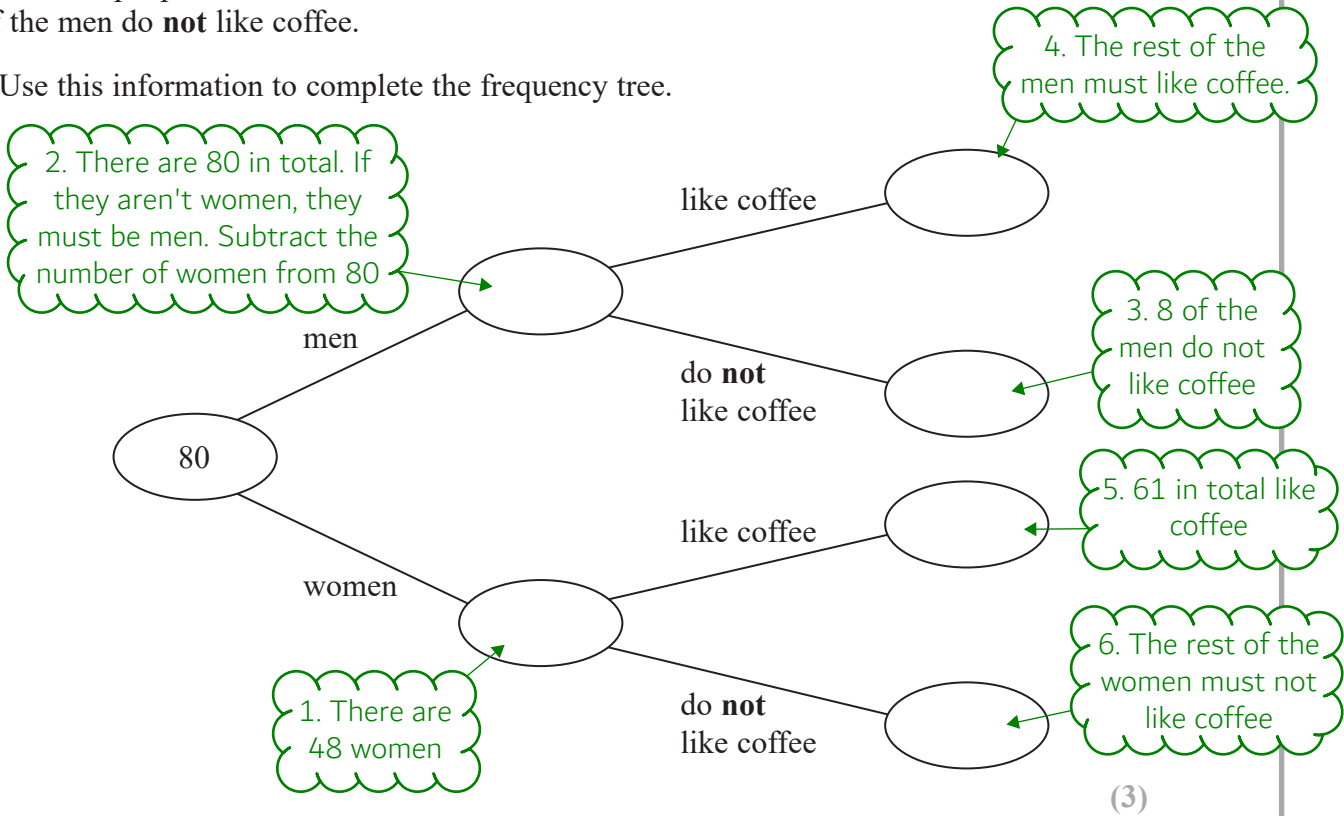 f the men do not like coffee.
4. The rest of the
men must like coffee.
Use this information to complete the frequency tree.
2. There are 80 in total. If
they aren't women, they
must be men. Subtract the
number of women from 80
like coffee
men
do not
like coffee
3. 8 of the
men do not
like coffee
80
5. 61 in total like
coffee
like coffee
women
1. There are
48 women
do not
like coffee
6. The rest of the
women must not
like coffee
(3)